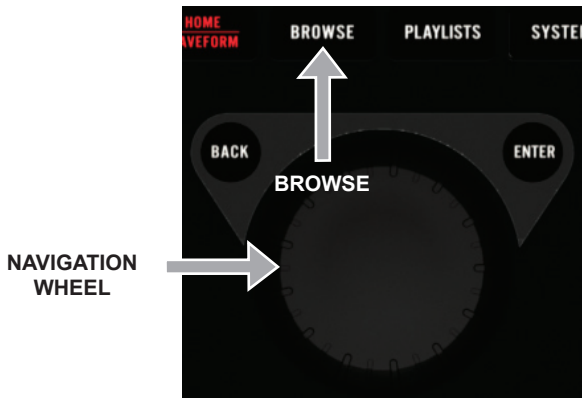 HOME
AVEFORM
BROWSE
PLAYLISTS
SYSTE
BACK
ENTER
BROWSE
NAVIGATION
WHEEL